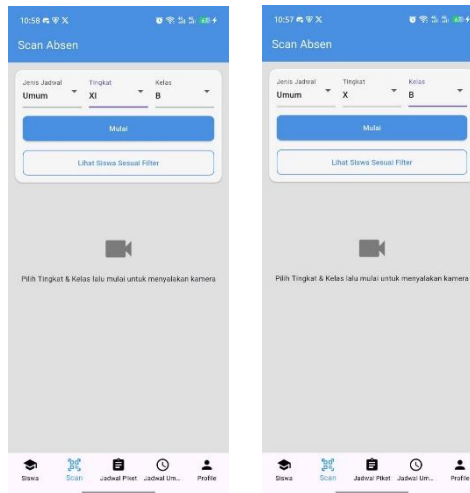 10:58
Scan Absen
Jenis Jadwal Tingkat Kelas
Umum XI B
Mulai
Lihat Siswa Sesuai Filter
Pilih Tingkat & Kelas lalu mulai untuk menyalakan kamera
Siswa Scan Jadwal Piket Jadwal Um... Profile
10:57
Scan Absen
Jenis Jadwal Tingkat Kelas
Umum X B
Mulai
Lihat Siswa Sesuai Filter
Pilih Tingkat & Kelas lalu mulai untuk menyalakan kamera
Siswa Scan Jadwal Piket Jadwal Um... Profile